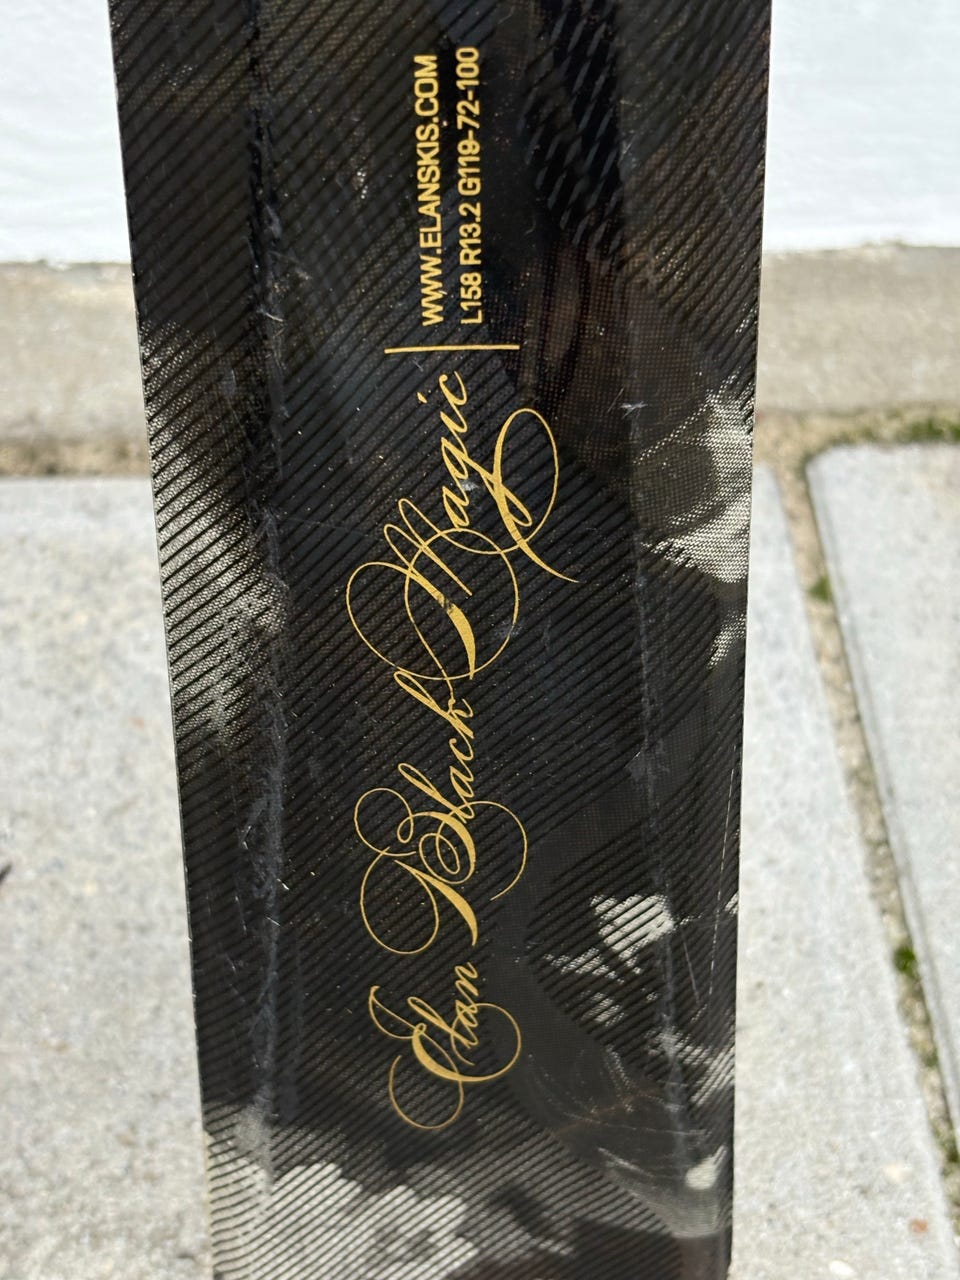 Elan Black Magic
WWW.ELANSKIS.COM
L158 R13.2 G119-72-100